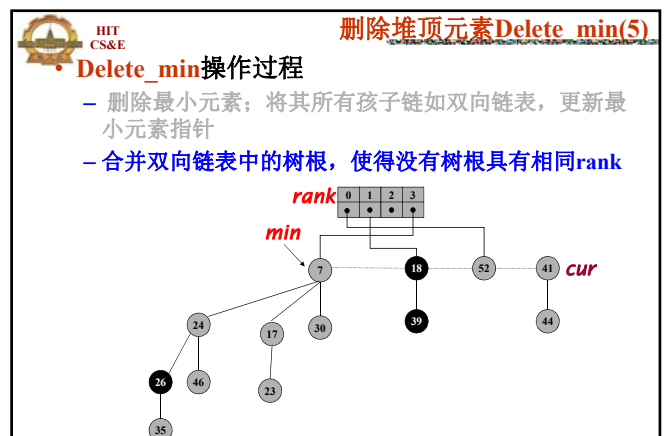 HIT
CS&E
删除堆顶元素Delete_min(5)
• Delete_min操作过程
– 删除最小元素；将其所有孩子链如双向链表，更新最
小元素指针
– 合并双向链表中的树根，使得没有树根具有相同rank
rank 0 1 2 3
min
7 18 52 41 cur
24 17 30 39 44
26 46 23
35